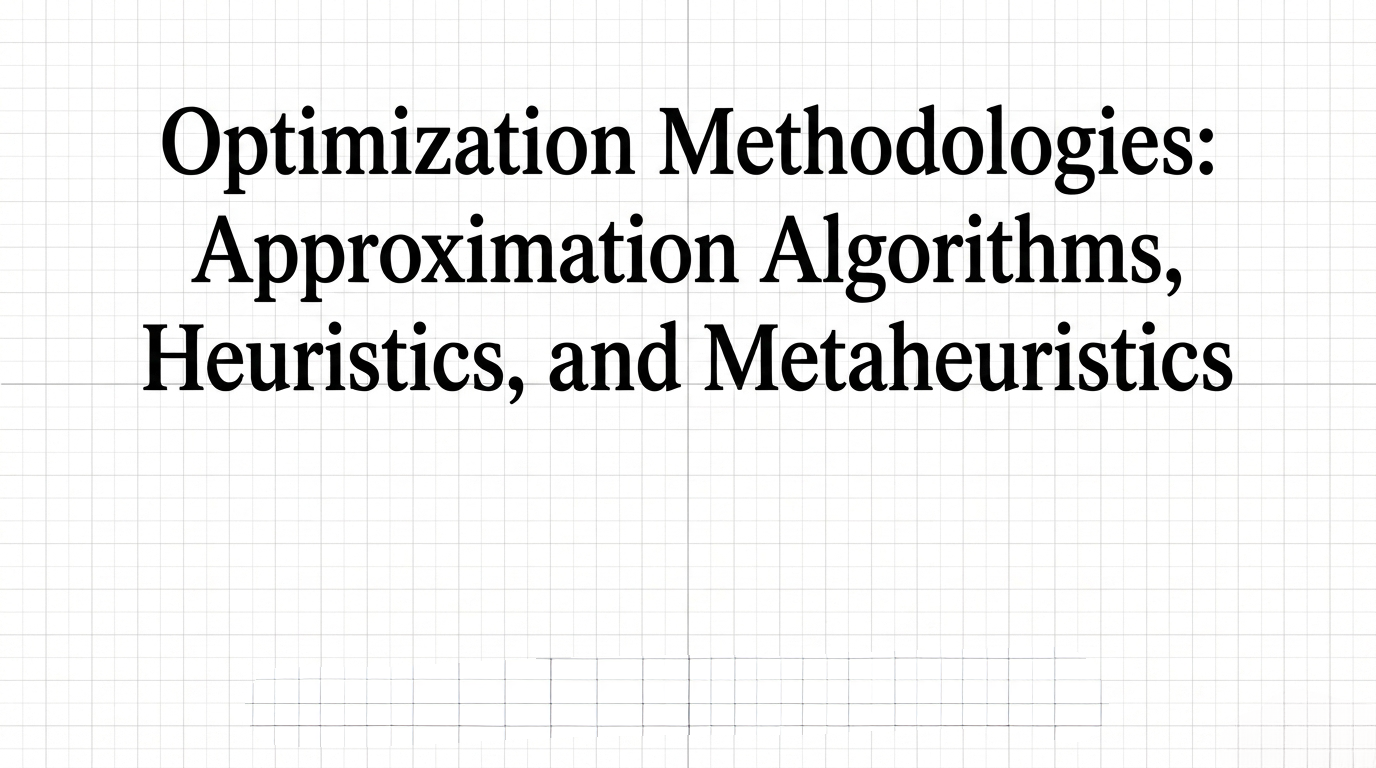 Optimization Methodologies:
Approximation Algorithms,
Heuristics, and Metaheuristics